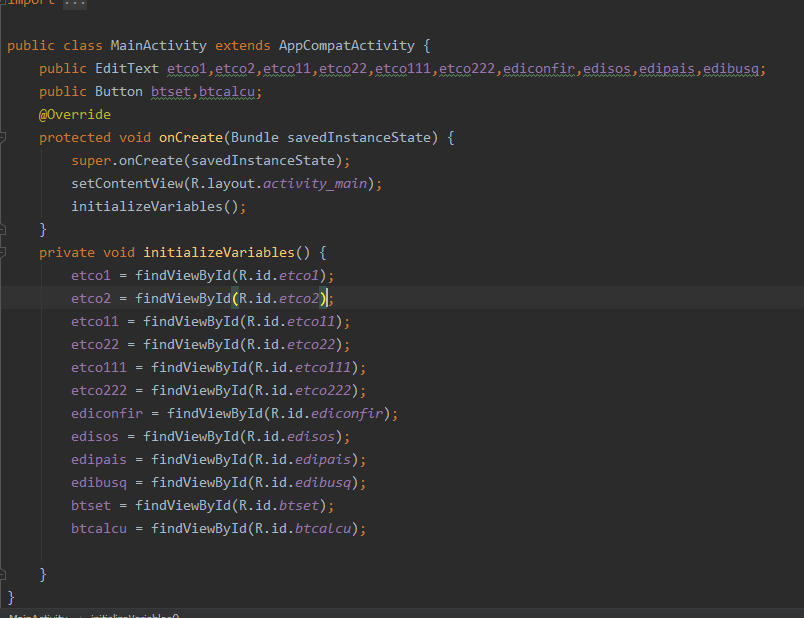 import ...
public class MainActivity extends AppCompatActivity {
public EditText etco1,etco2,etco11,etco22,etco111,etco222,ediconfir,edisos,edipais,edibusq;
public Button btset,btcalcu;
@Override
protected void onCreate(Bundle savedInstanceState) {
super.onCreate(savedInstanceState);
setContentView(R.layout.activity_main);
initializeVariables();
}
private void initializeVariables() {
etco1 = findViewById(R.id.etco1);
etco2 = findViewById(R.id.etco2);
etco11 = findViewById(R.id.etco11);
etco22 = findViewById(R.id.etco22);
etco111 = findViewById(R.id.etco111);
etco222 = findViewById(R.id.etco222);
ediconfir = findViewById(R.id.ediconfir);
edisos = findViewById(R.id.edisos);
edipais = findViewById(R.id.edipais);
edibusq = findViewById(R.id.edibusq);
btset = findViewById(R.id.btset);
btcalcu = findViewById(R.id.btcalcu);
}
}
MainActivity initializeVariables()